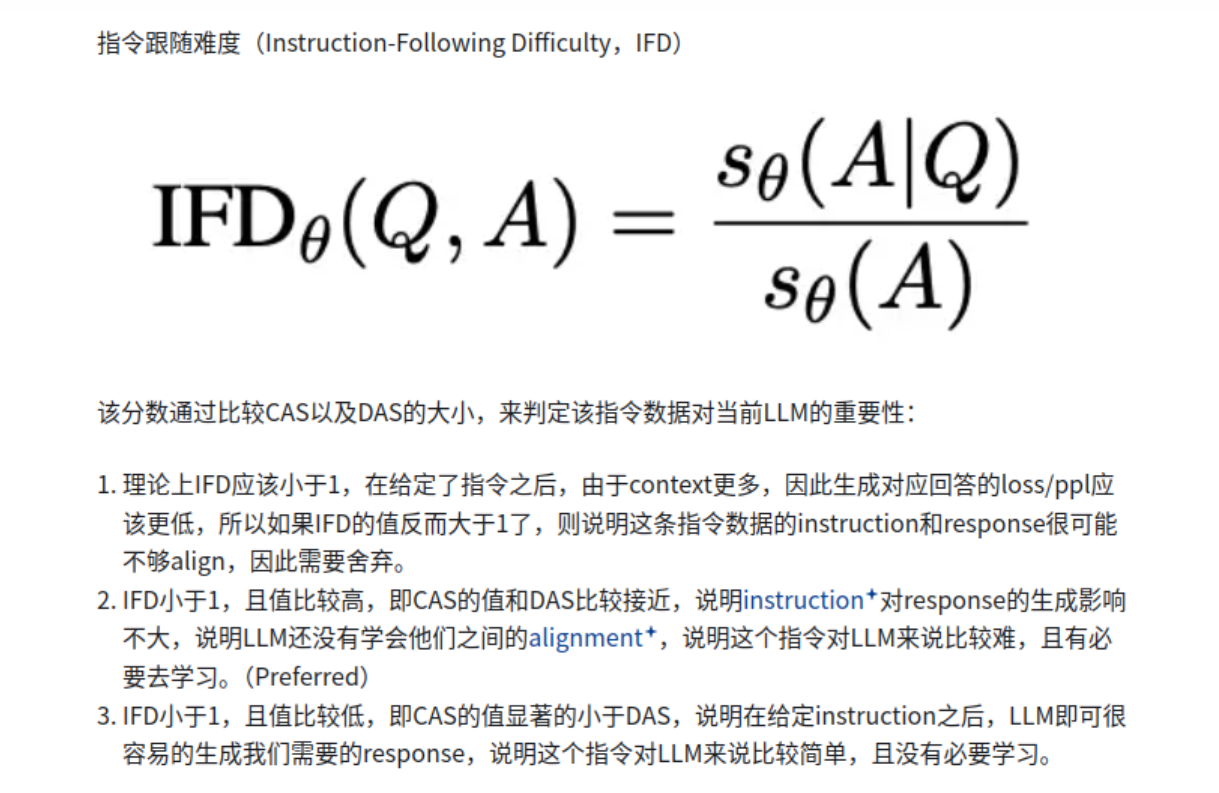 指令跟随难度（Instruction-Following Difficulty，IFD）
IFD_θ(Q, A) = s_θ(A|Q) / s_θ(A)
该分数通过比较CAS以及DAS的大小，来判定该指令数据对当前LLM的重要性：
1. 理论上IFD应该小于1，在给定了指令之后，由于context更多，因此生成对应回答的loss/ppl应
该更低，所以如果IFD的值反而大于1了，则说明这条指令数据的instruction和response很可能
不够align，因此需要舍弃。
2. IFD小于1，且值比较高，即CAS的值和DAS比较接近，说明instruction对response的生成影响
不大，说明LLM还没有学会他们之间的alignment，说明这个指令对LLM来说比较难，且有必
要去学习。（Preferred）
3. IFD小于1，且值比较低，即CAS的值显著的小于DAS，说明在给定instruction之后，LLM即可很
容易的生成我们需要的response，说明这个指令对LLM来说比较简单，且没有必要学习。